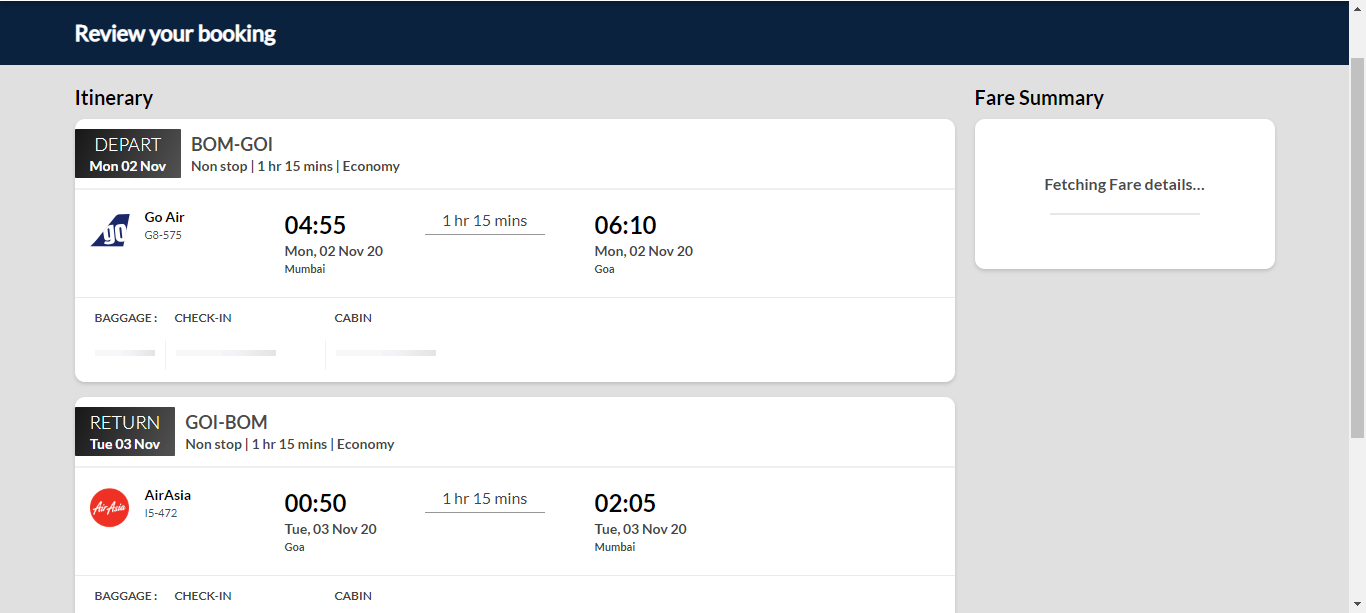 Review your booking
Itinerary
DEPART
Mon 02 Nov
BOM-GOI
Non stop | 1 hr 15 mins | Economy
go
Go Air
G8-575
04:55
Mon, 02 Nov 20
Mumbai
1 hr 15 mins
06:10
Mon, 02 Nov 20
Goa
BAGGAGE : CHECK-IN CABIN
RETURN
Tue 03 Nov
GOI-BOM
Non stop | 1 hr 15 mins | Economy
AirAsia
AirAsia
I5-472
00:50
Tue, 03 Nov 20
Goa
1 hr 15 mins
02:05
Tue, 03 Nov 20
Mumbai
BAGGAGE : CHECK-IN CABIN
Fare Summary
Fetching Fare details...